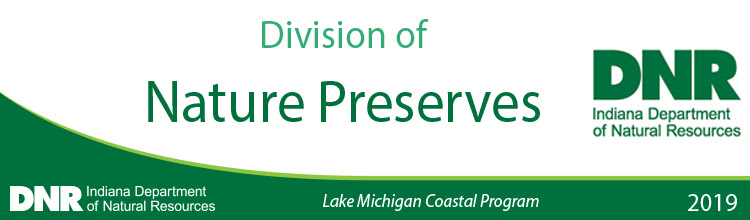 Division of
Nature Preserves
DNR
Indiana Department
of Natural Resources
DNR Indiana Department
of Natural Resources
Lake Michigan Coastal Program
2019